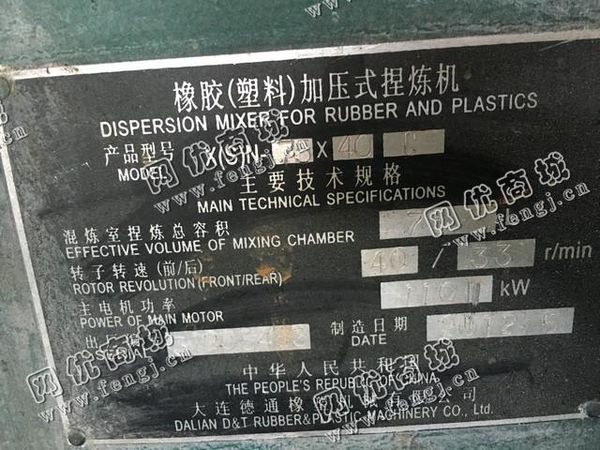 橡胶(塑料)加压式捏炼机
DISPERSION MIXER FOR RUBBER AND PLASTICS
产品型号
MODEL X(S)N- X 40
主要技术规格
MAIN TECHNICAL SPECIFICATIONS
混炼室捏炼总容积
EFFECTIVE VOLUME OF MIXING CHAMBER
转子转速(前/后) 40 / 33 r/min
ROTOR REVOLUTION(FRONT/REAR)
主电机功率 kW
POWER OF MAIN MOTOR
出 制造日期
DATE
中华人民共和国
THE PEOPLE'S REPUBLIC OF CHINA
大连德通橡 公司
DALIAN D&T RUBBER&PLASTIC MACHINERY CO., Ltd.
网优商城
www.fengj.com.cn